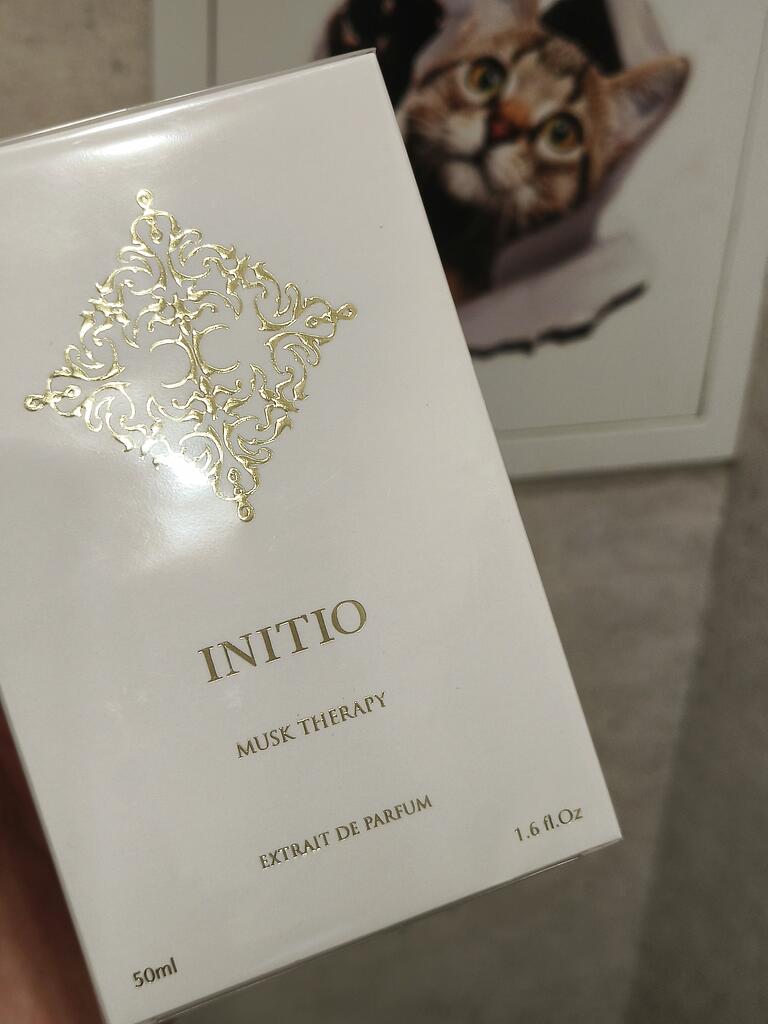 INITIO
MUSK THERAPY
EXTRAIT DE PARFUM
1.6 fl.Oz
50ml